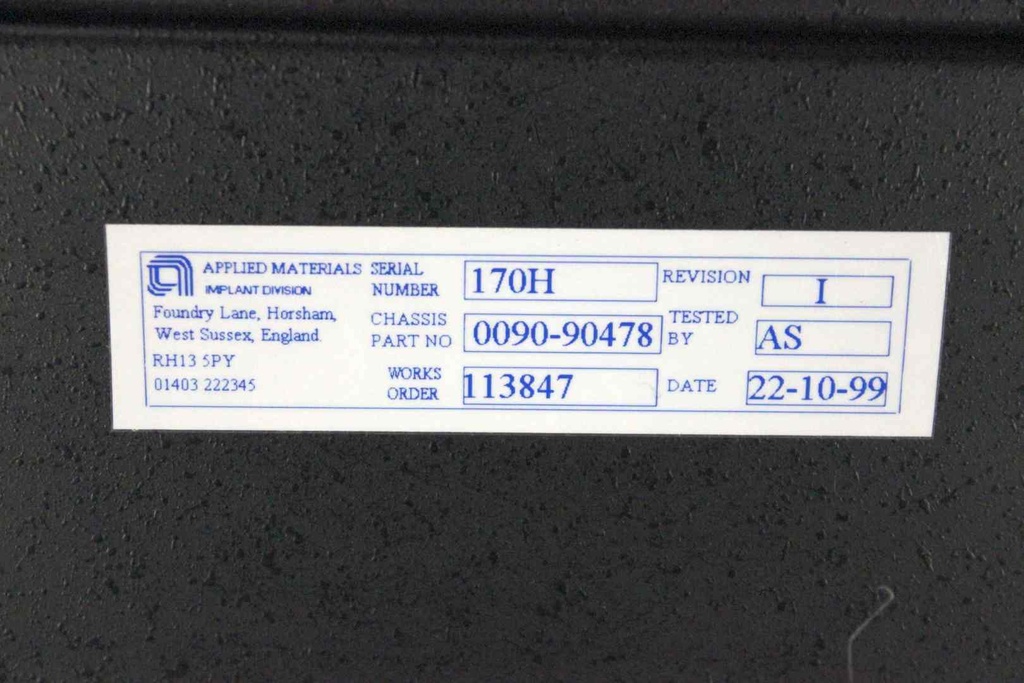 APPLIED MATERIALS
IMPLANT DIVISION
Foundry Lane, Horsham,
West Sussex, England.
RH13 5PY
01403 222345
SERIAL NUMBER 170H
CHASSIS PART NO 0090-90478
WORKS ORDER 113847
REVISION I
TESTED BY AS
DATE 22-10-99